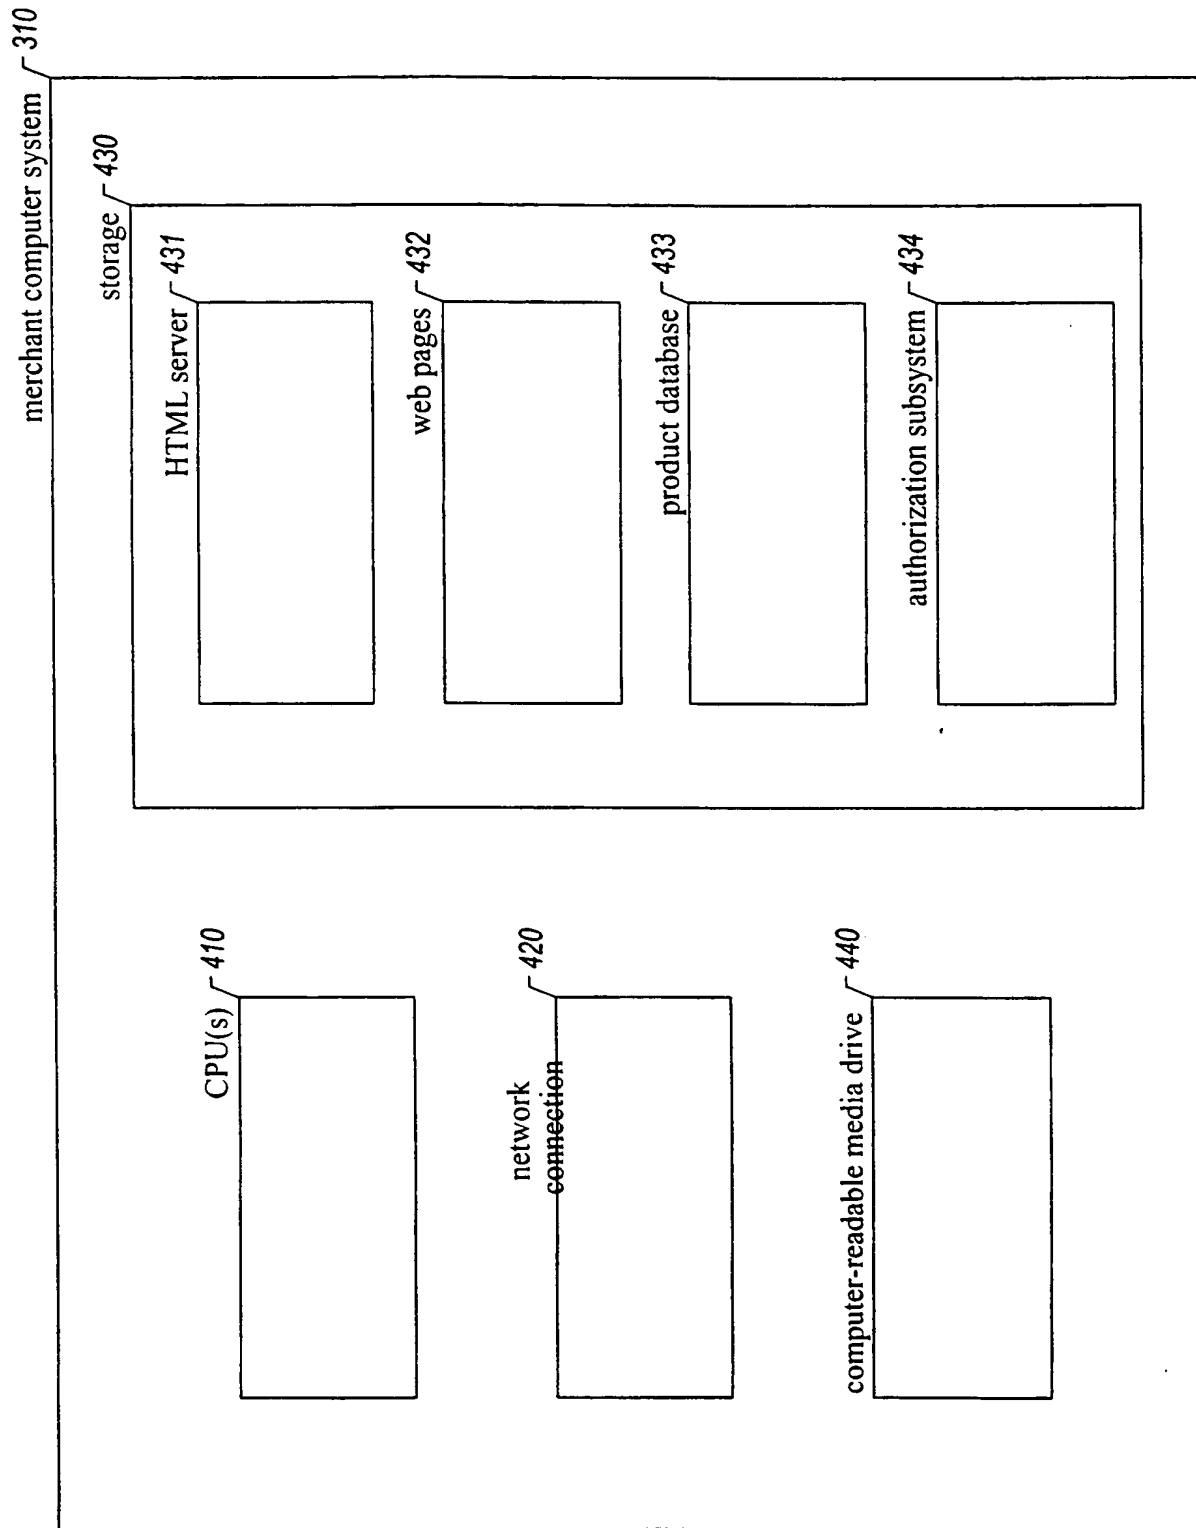 merchant computer system
310
CPU(s)
410
network
connection
420
computer-readable media drive
440
storage
430
HTML server
431
web pages
432
product database
433
authorization subsystem
434